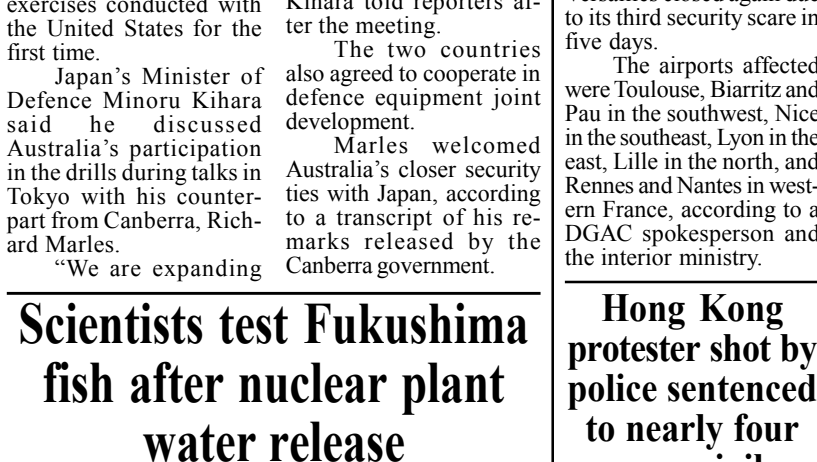 exercises conducted with
the United States for the
first time.
Japan's Minister of
Defence Minoru Kihara
said he discussed
Australia's participation
in the drills during talks in
Tokyo with his counter-
part from Canberra, Rich-
ard Marles.
“We are expanding
Kihara told reporters af-
ter the meeting.
The two countries
also agreed to cooperate in
defence equipment joint
development.
Marles welcomed
Australia's closer security
ties with Japan, according
to a transcript of his re-
marks released by the
Canberra government.
Scientists test Fukushima
fish after nuclear plant
water release
Versailles closed again due
to its third security scare in
five days.
The airports affected
were Toulouse, Biarritz and
Pau in the southwest, Nice
in the southeast, Lyon in the
east, Lille in the north, and
Rennes and Nantes in west-
ern France, according to a
DGAC spokesperson and
the interior ministry.
Hong Kong
protester shot by
police sentenced
to nearly four